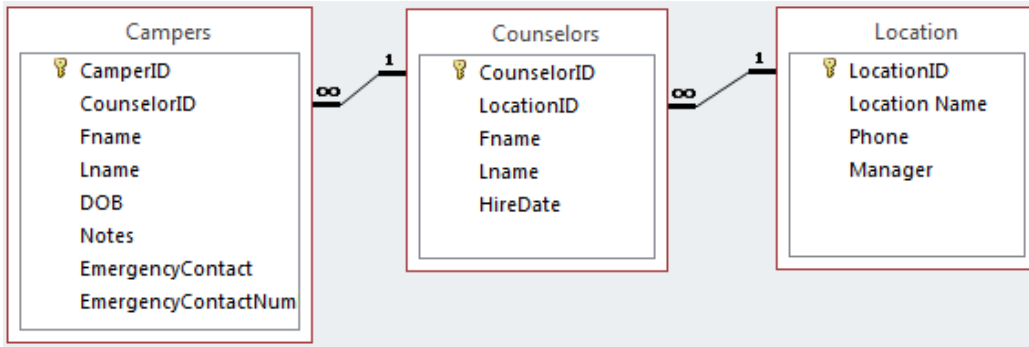 Campers
CamperID
CounselorID
Fname
Lname
DOB
Notes
EmergencyContact
EmergencyContactNum
∞
1
Counselors
CounselorID
LocationID
Fname
Lname
HireDate
∞
1
Location
LocationID
Location Name
Phone
Manager